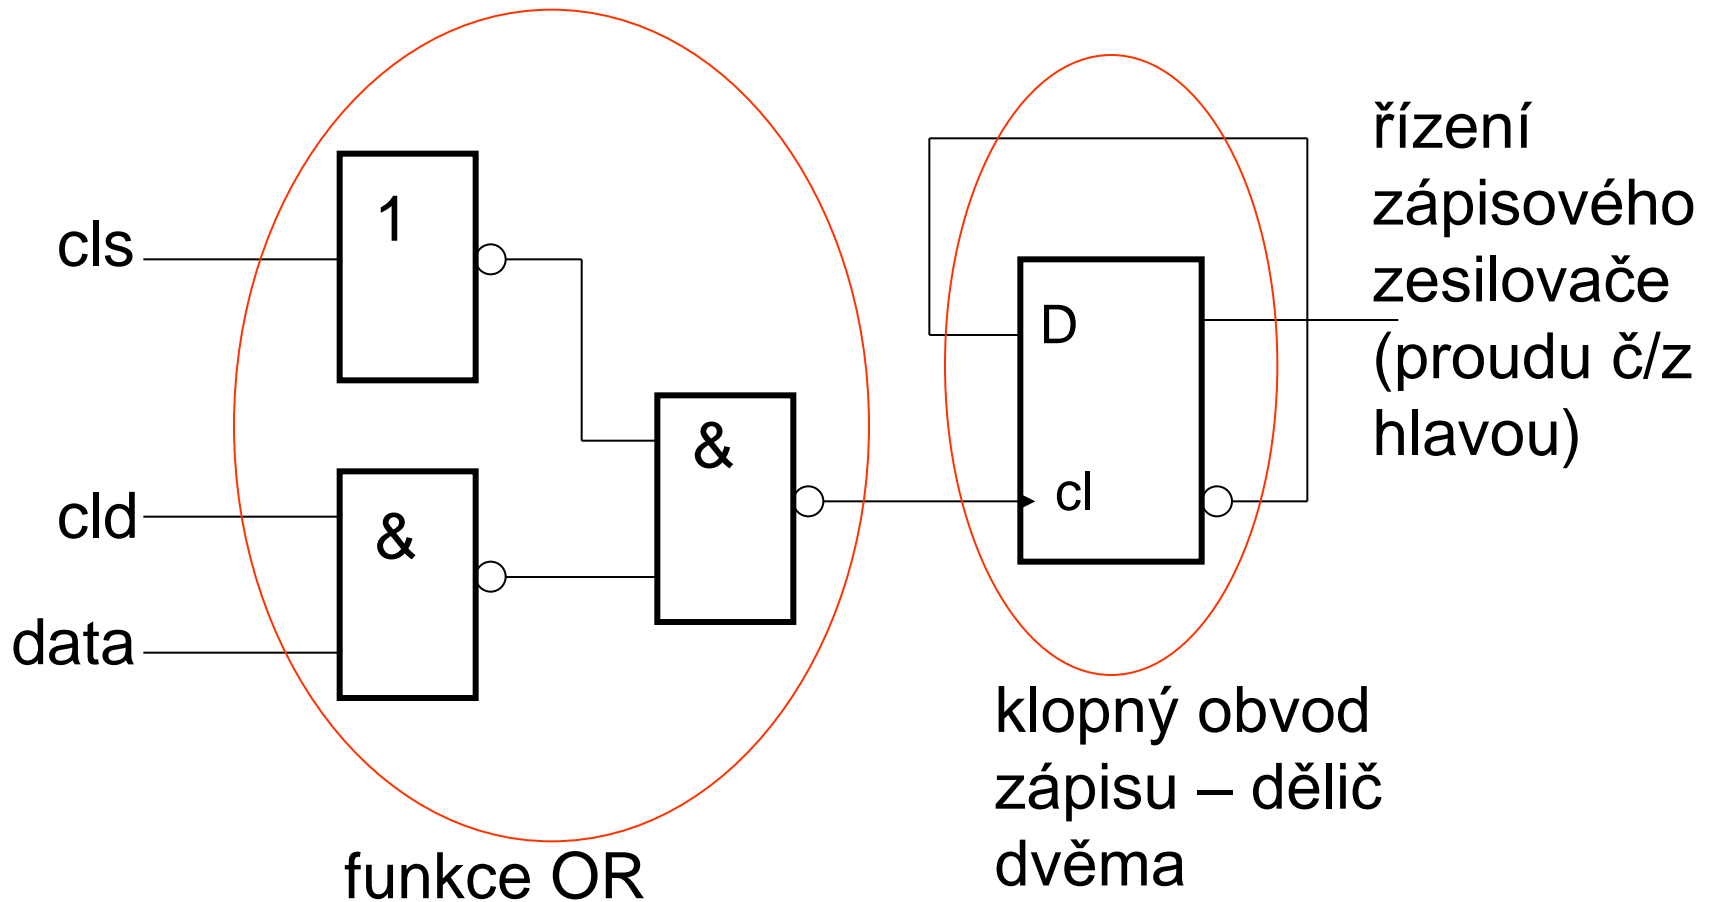 cls
1
cld
&
data
&
D
cl
řízení
zápisového
zesilovače
(proudu č/z
hlavou)
klopný obvod
zápisu – dělič
dvěma
funkce OR